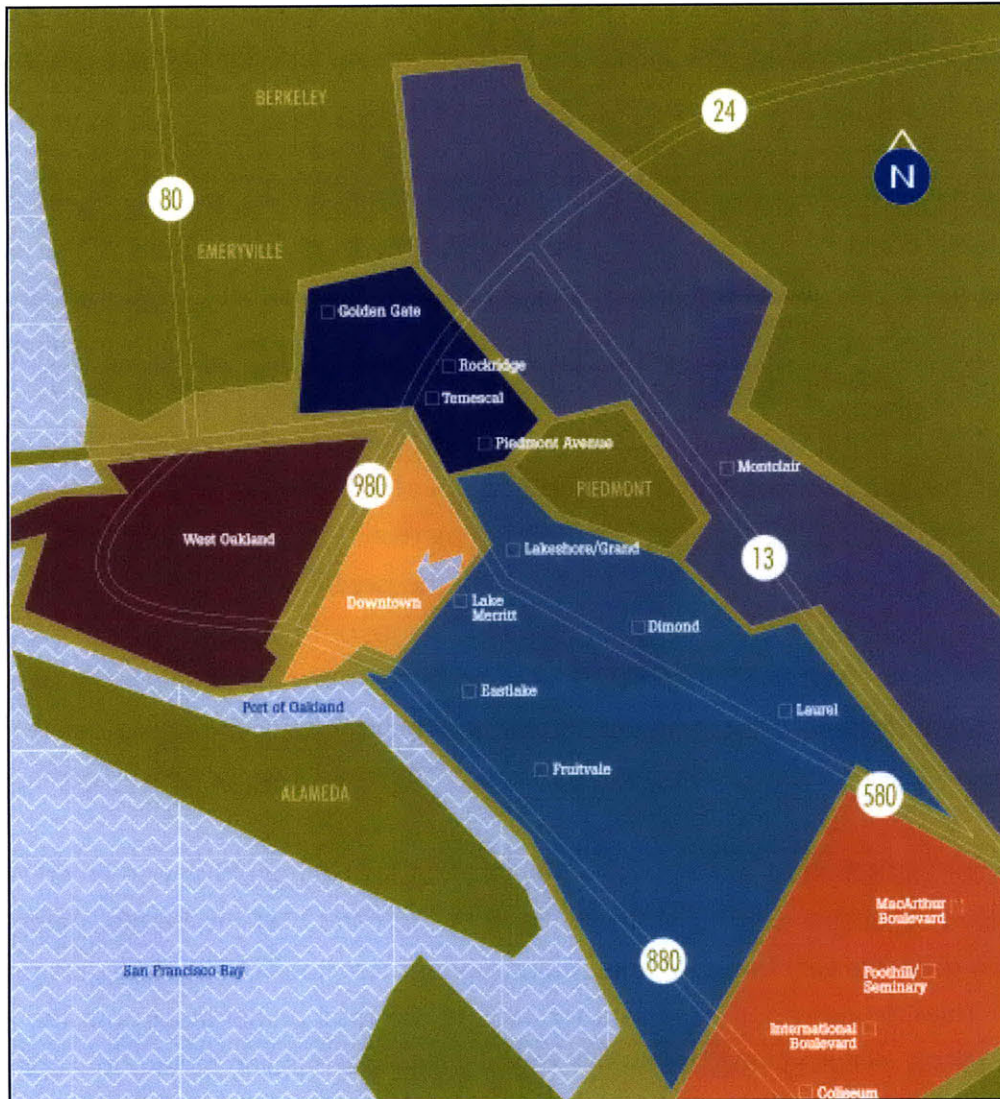 BERKELEY
24
N
80
EMERYVILLE
Golden Gate
Rockridge
Temescal
Piedmont Avenue
Montclair
980
PIEDMONT
West Oakland
Lakeshore/Grand
13
Downtown
Lake
Merritt
Dimond
Eastlake
Port of Oakland
Laurel
Fruitvale
ALAMEDA
580
MacArthur
Boulevard
San Francisco Bay
880
Foothill/
Seminary
International
Boulevard
Coliseum